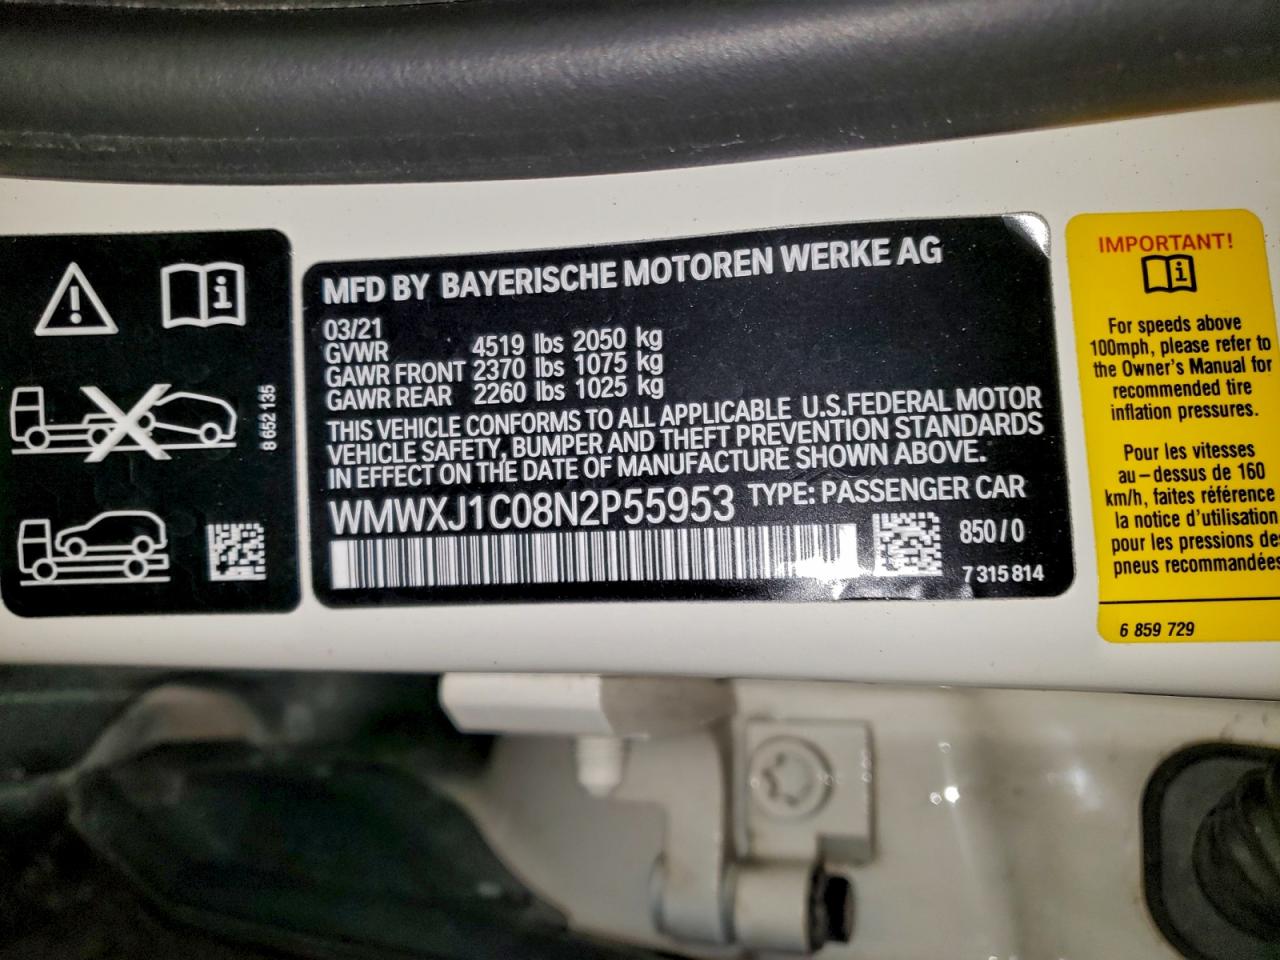 8 652 135
MFD BY BAYERISCHE MOTOREN WERKE AG
03/21
GVWR 4519 lbs 2050 kg
GAWR FRONT 2370 lbs 1075 kg
GAWR REAR 2260 lbs 1025 kg
THIS VEHICLE CONFORMS TO ALL APPLICABLE U.S.FEDERAL MOTOR
VEHICLE SAFETY, BUMPER AND THEFT PREVENTION STANDARDS
IN EFFECT ON THE DATE OF MANUFACTURE SHOWN ABOVE.
WMWXJ1C08N2P55953 TYPE: PASSENGER CAR
850/0
7 315 814
IMPORTANT!
For speeds above
100mph, please refer to
the Owner's Manual for
recommended tire
inflation pressures.
Pour les vitesses
au-dessus de 160
km/h, faites référence
la notice d'utilisation
pour les pressions des
pneus recommandées
6 859 729